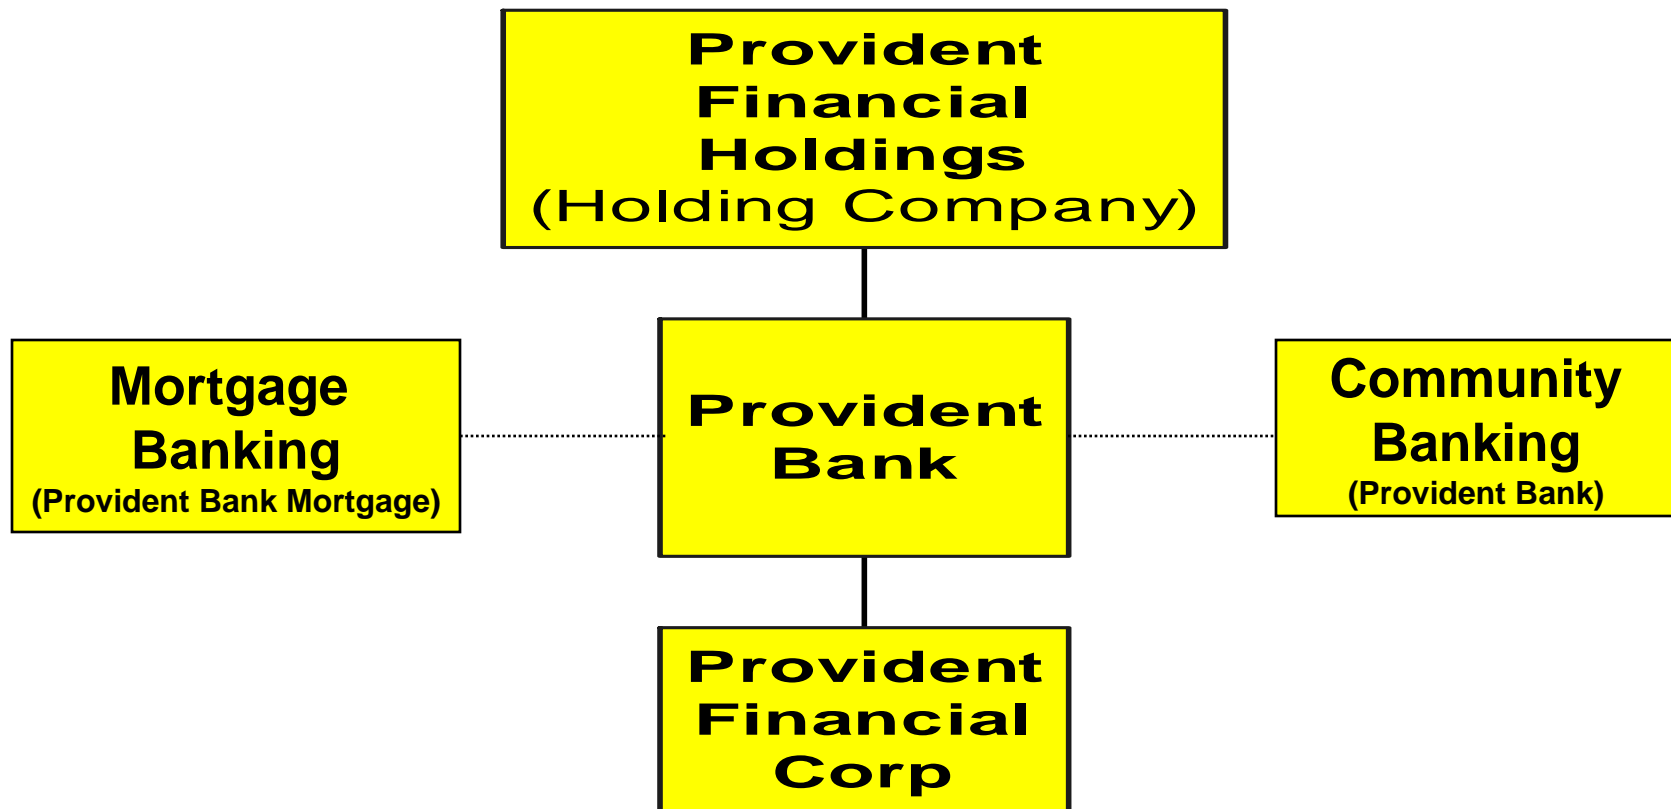 Provident
Financial
Holdings
(Holding Company)
Mortgage
Banking
(Provident Bank Mortgage)
Provident
Bank
Community
Banking
(Provident Bank)
Provident
Financial
Corp